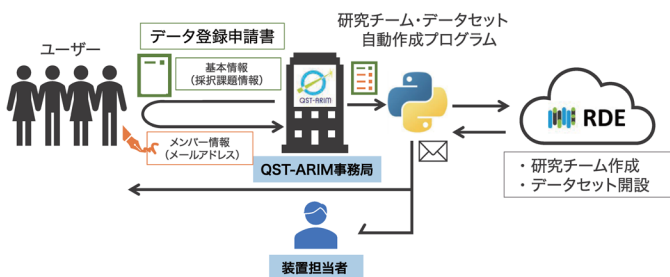 ユーザー
データ登録申請書
基本情報
(採択課題情報)
メンバー情報
(メールアドレス)
QST-ARIM
QST-ARIM事務局
研究チーム・データセット
自動作成プログラム
RDE
・研究チーム作成
・データセット開設
装置担当者